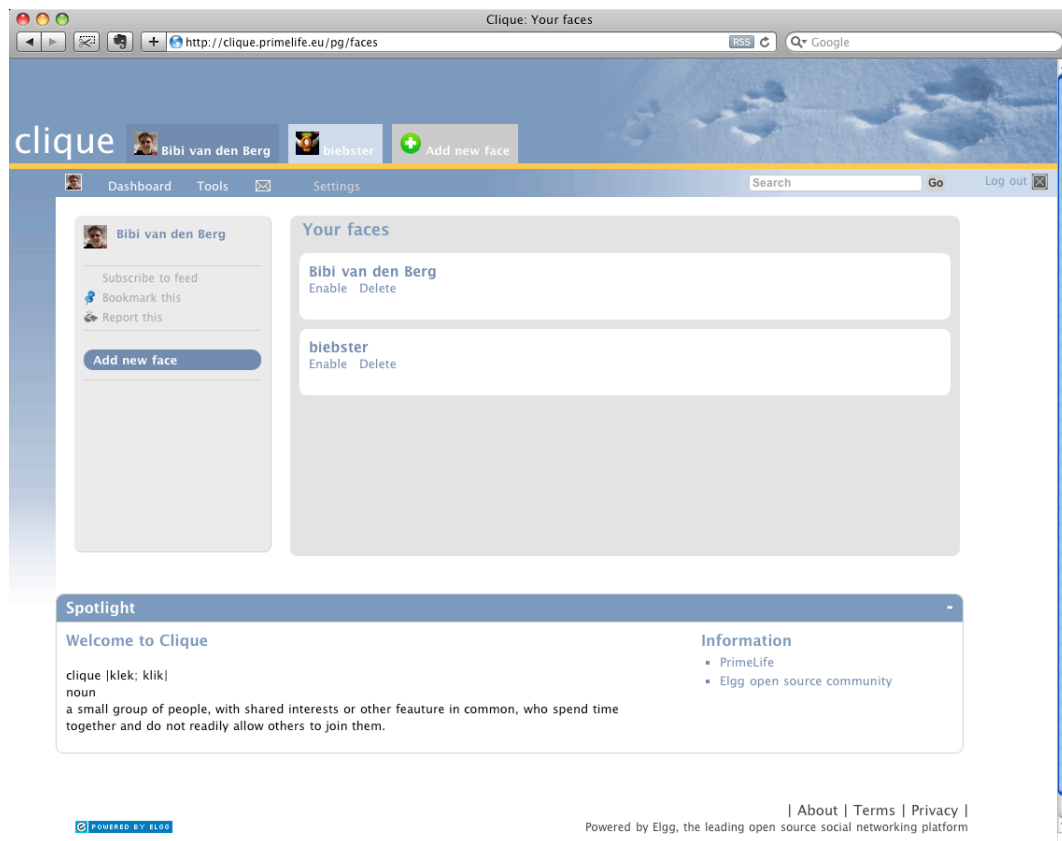 Clique: Your faces
http://clique.primelife.eu/pg/faces
RSS
Google
clique
Bibi van den Berg
biebster
Add new face
Dashboard Tools Settings
Search Go Log out
Bibi van den Berg
Subscribe to feed
Bookmark this
Report this
Add new face
Your faces
Bibi van den Berg
Enable Delete
biebster
Enable Delete
Spotlight -
Welcome to Clique
clique |klek; klik|
noun
a small group of people, with shared interests or other feauture in common, who spend time
together and do not readily allow others to join them.
Information
PrimeLife
Elgg open source community
POWERED BY ELGG
| About | Terms | Privacy |
Powered by Elgg, the leading open source social networking platform